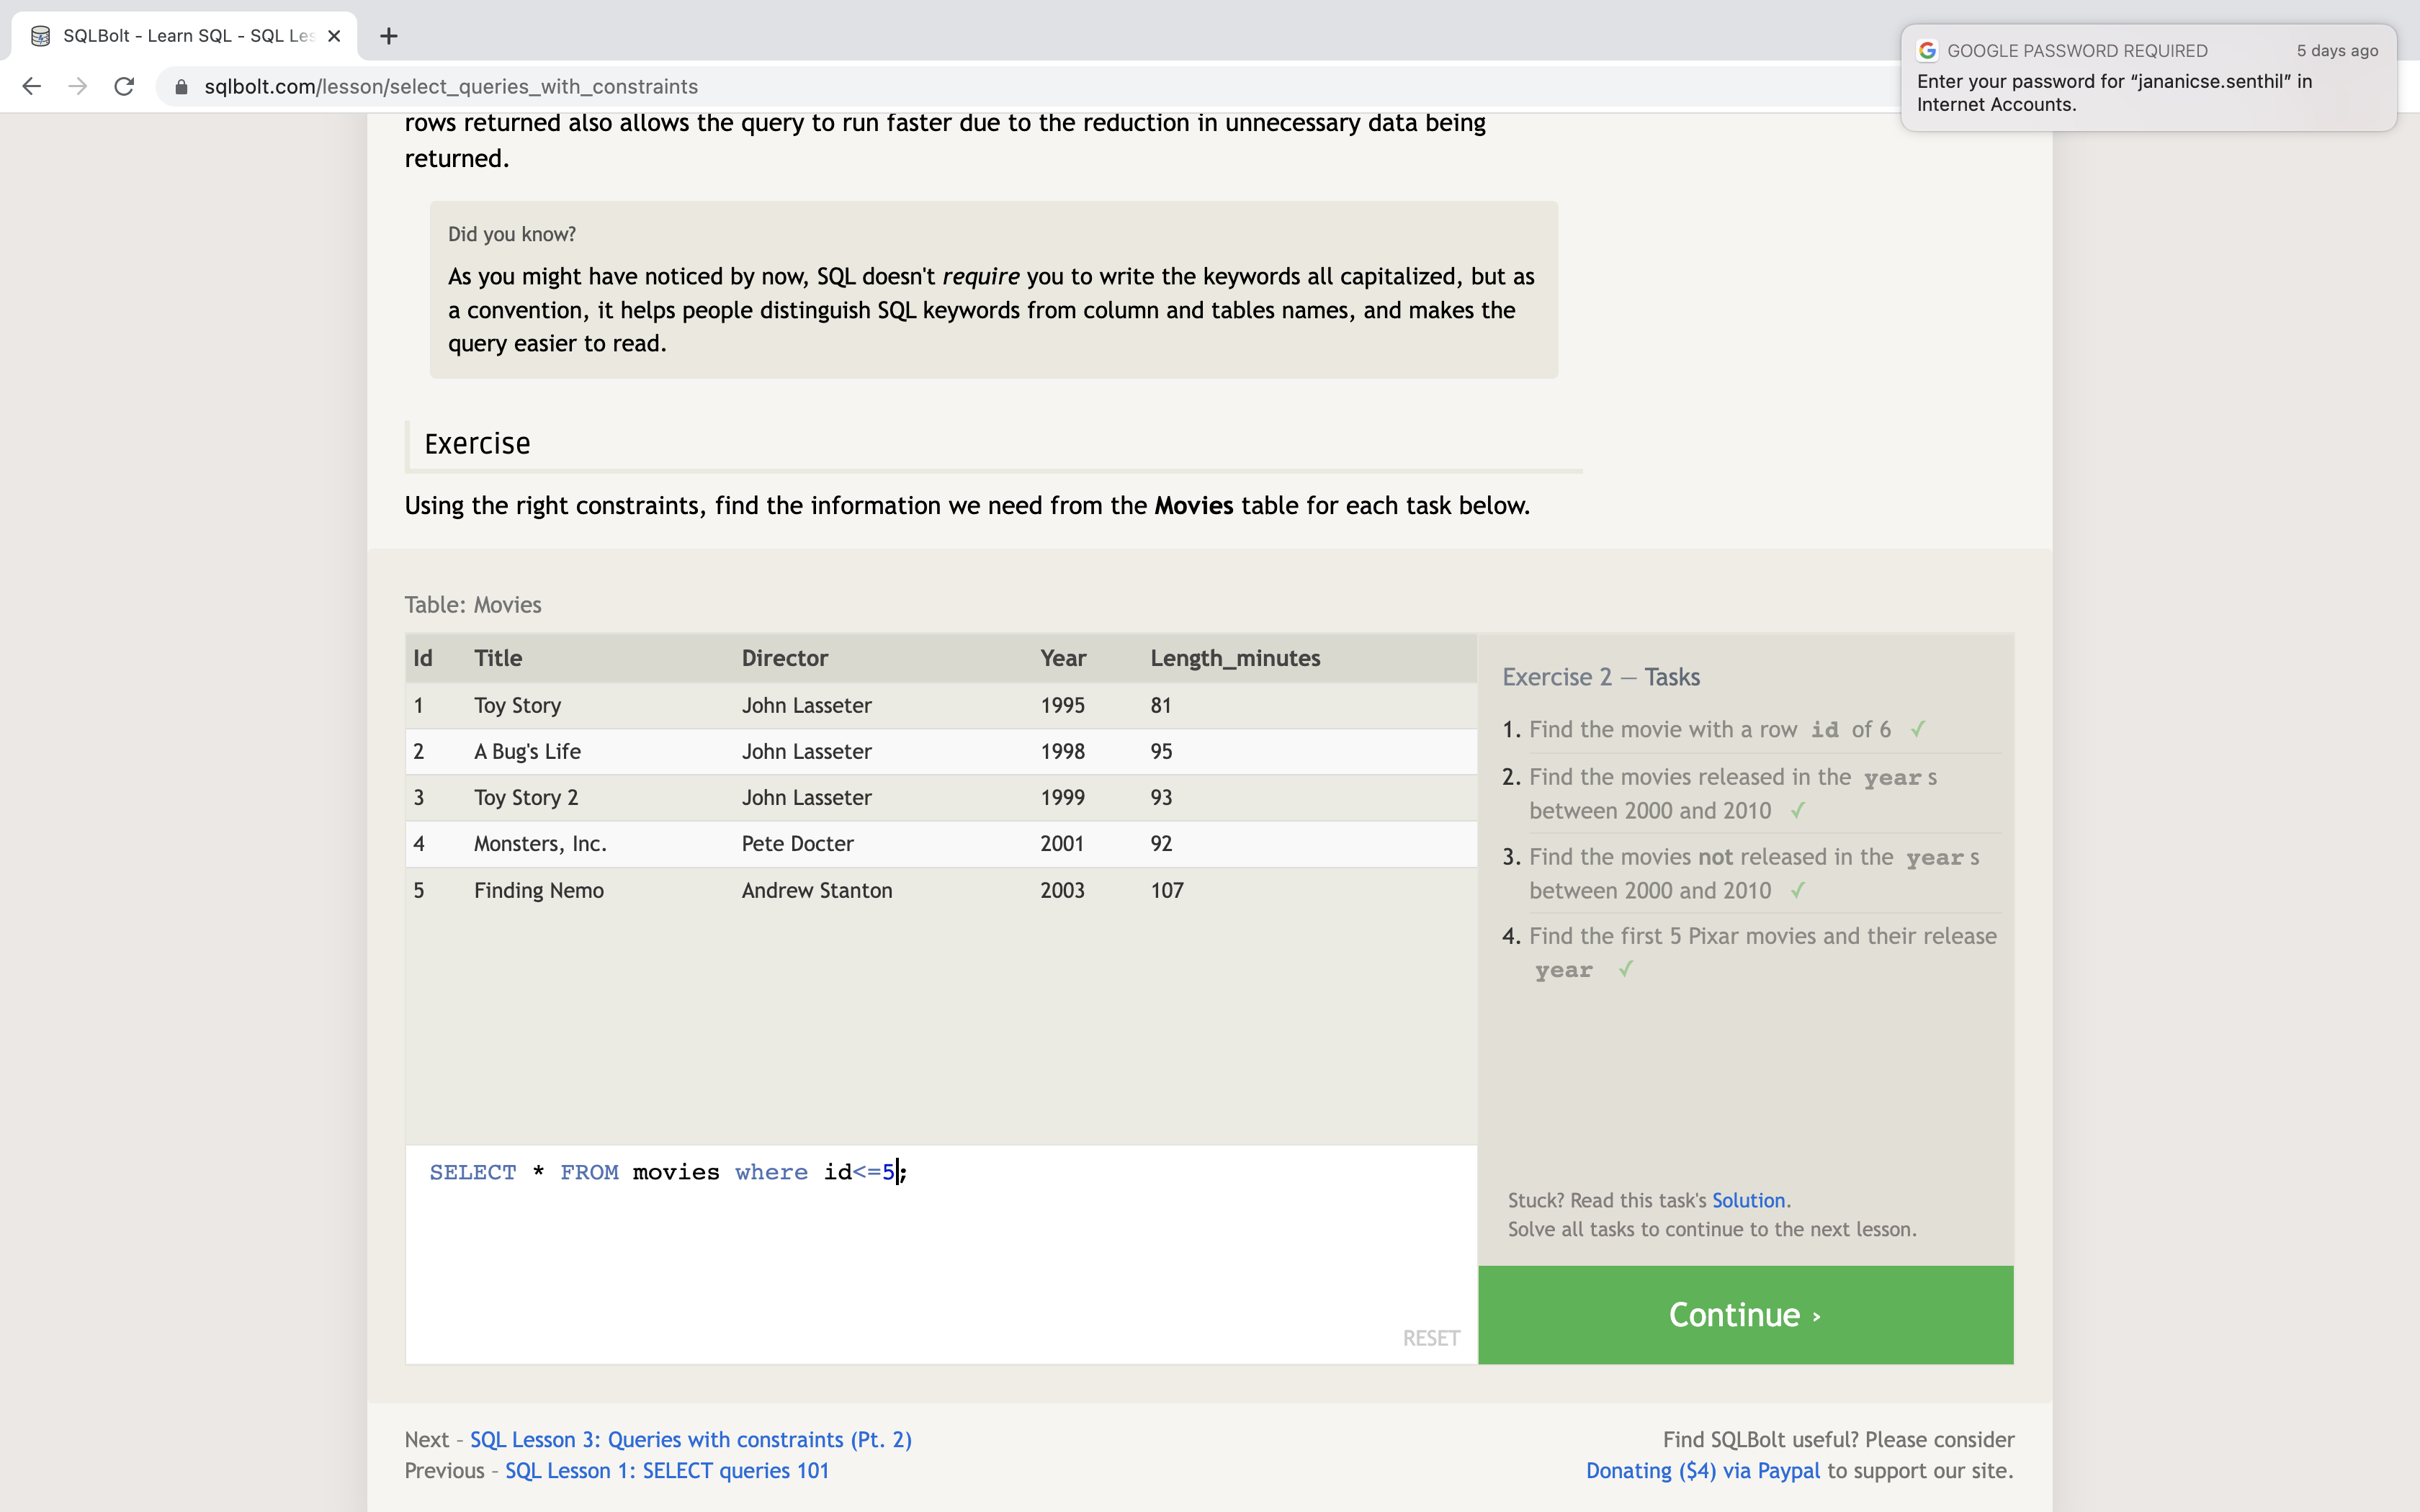 SQLBolt - Learn SQL - SQL Les
sqlbolt.com/lesson/select_queries_with_constraints
GOOGLE PASSWORD REQUIRED 5 days ago
Enter your password for “jananicse.senthil” in
Internet Accounts.
rows returned also allows the query to run faster due to the reduction in unnecessary data being
returned.
Did you know?
As you might have noticed by now, SQL doesn't require you to write the keywords all capitalized, but as
a convention, it helps people distinguish SQL keywords from column and tables names, and makes the
query easier to read.
Exercise
Using the right constraints, find the information we need from the Movies table for each task below.
Table: Movies
Id Title Director Year Length_minutes
1 Toy Story John Lasseter 1995 81
2 A Bug's Life John Lasseter 1998 95
3 Toy Story 2 John Lasseter 1999 93
4 Monsters, Inc. Pete Docter 2001 92
5 Finding Nemo Andrew Stanton 2003 107
SELECT * FROM movies where id<=5;
RESET
Exercise 2 — Tasks
1. Find the movie with a row id of 6 ✓
2. Find the movies released in the year s
between 2000 and 2010 ✓
3. Find the movies not released in the year s
between 2000 and 2010 ✓
4. Find the first 5 Pixar movies and their release
year ✓
Stuck? Read this task's Solution.
Solve all tasks to continue to the next lesson.
Continue ›
Next – SQL Lesson 3: Queries with constraints (Pt. 2)
Previous – SQL Lesson 1: SELECT queries 101
Find SQLBolt useful? Please consider
Donating ($4) via Paypal to support our site.